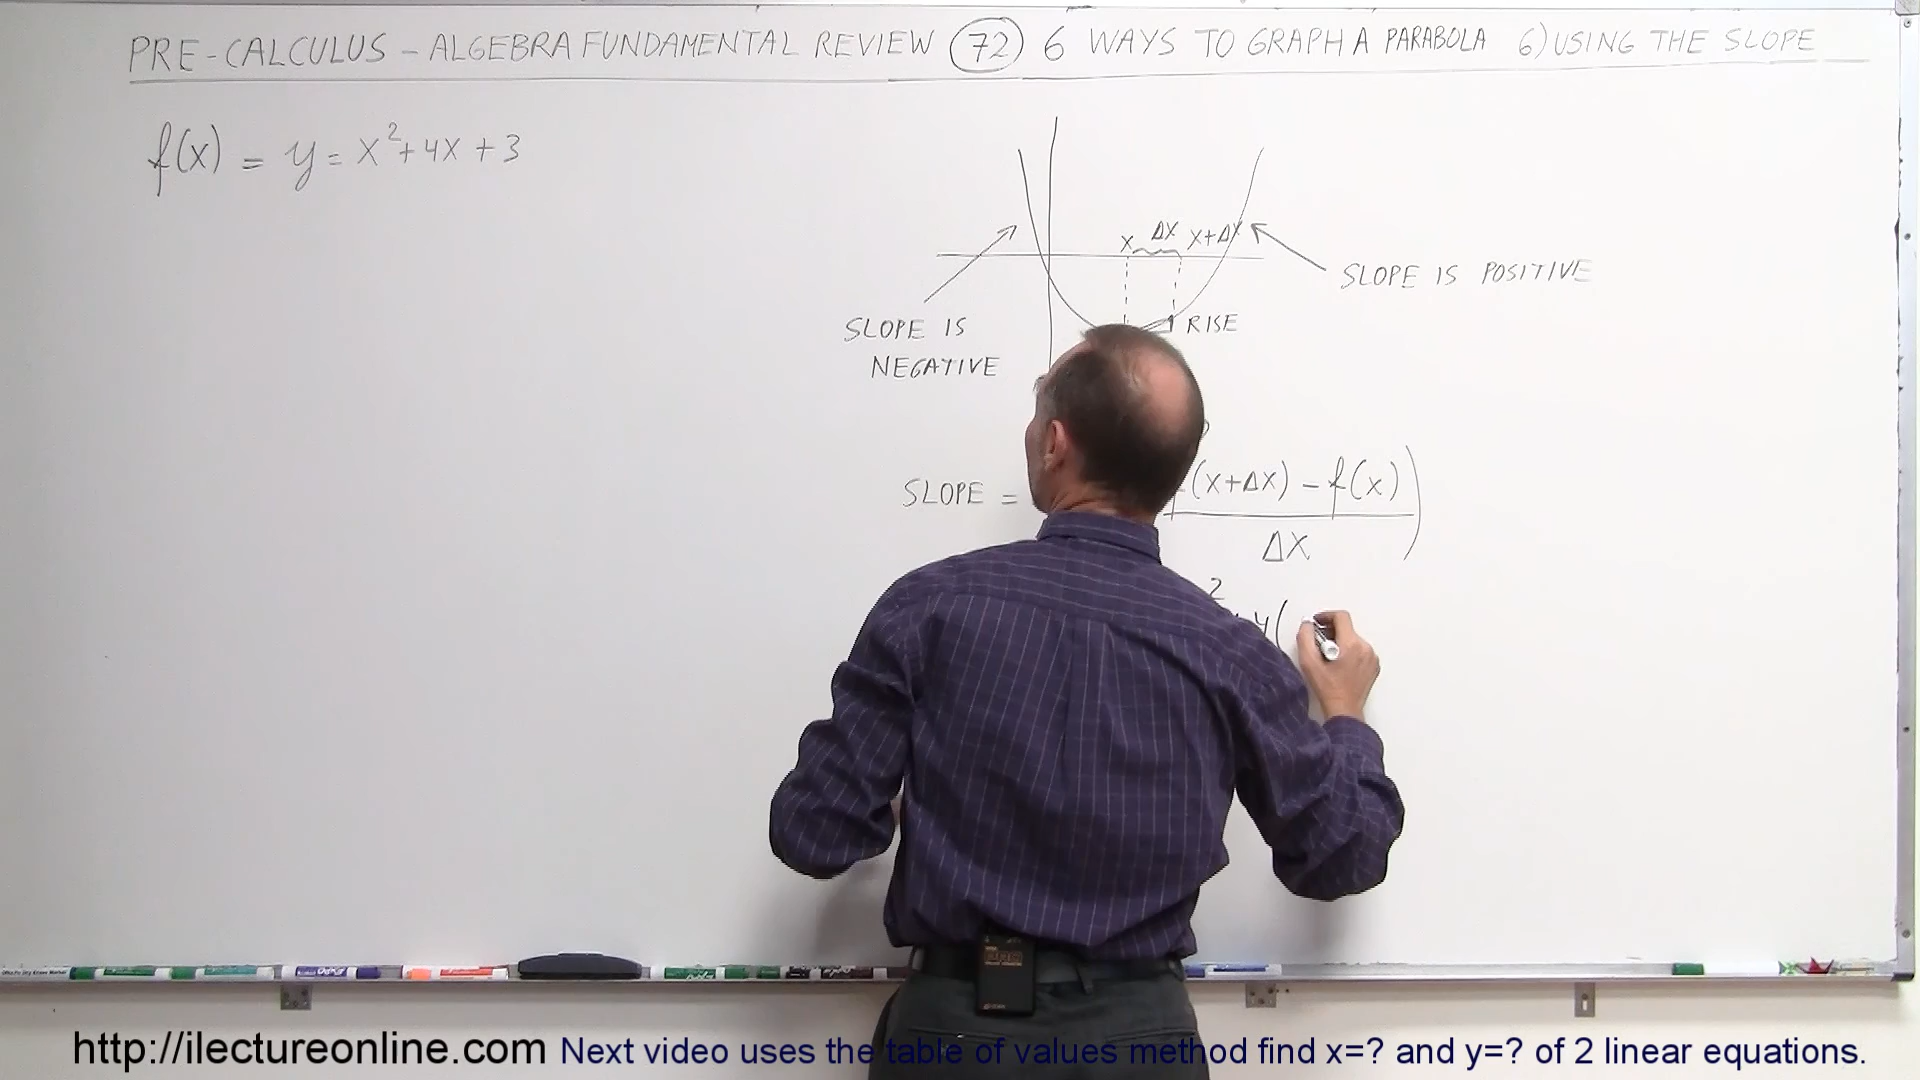 PRE-CALCULUS - ALGEBRA FUNDAMENTAL REVIEW 72 6 WAYS TO GRAPH A PARABOLA 6) USING THE SLOPE
f(x) = y = x²+4x+3
x Δx x+Δx
SLOPE IS POSITIVE
SLOPE IS
NEGATIVE
RISE
SLOPE =
(x+Δx) - f(x))
Δx
2
4(
http://ilectureonline.com Next video uses the table of values method find x=? and y=? of 2 linear equations.